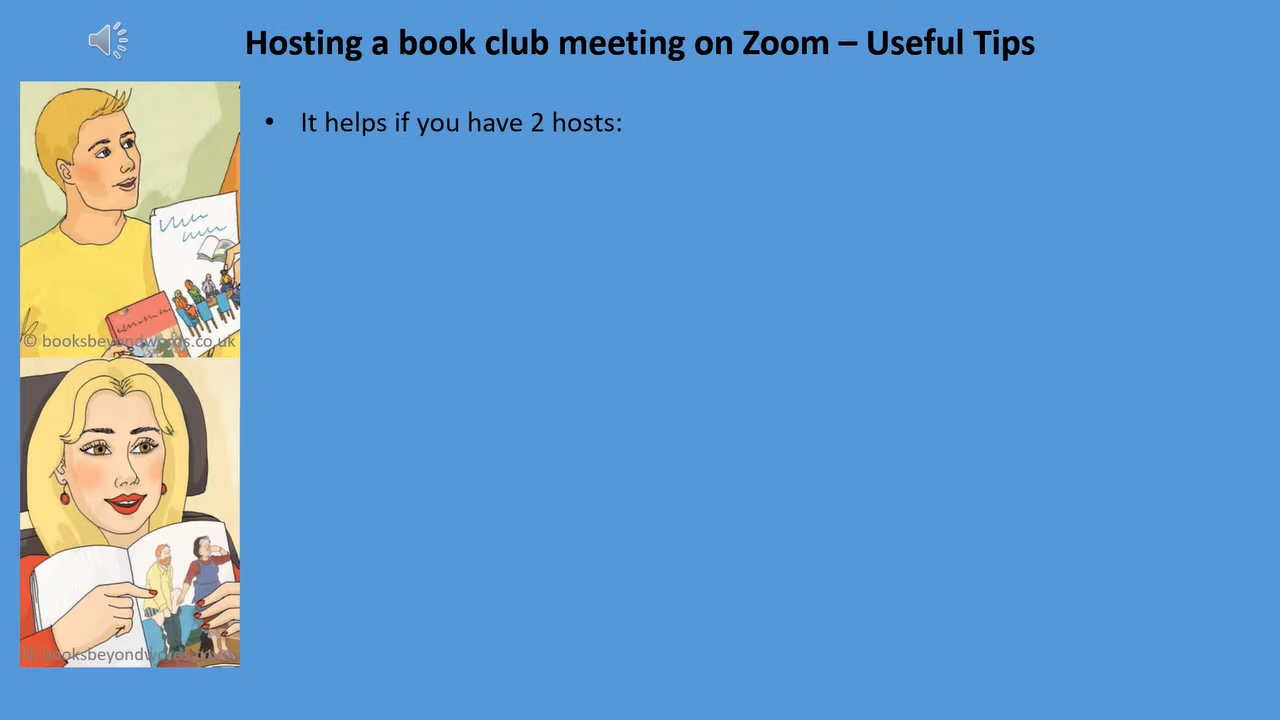 Hosting a book club meeting on Zoom – Useful Tips
• It helps if you have 2 hosts:
© booksbeyondwords.co.uk
© booksbeyondwords.co.uk